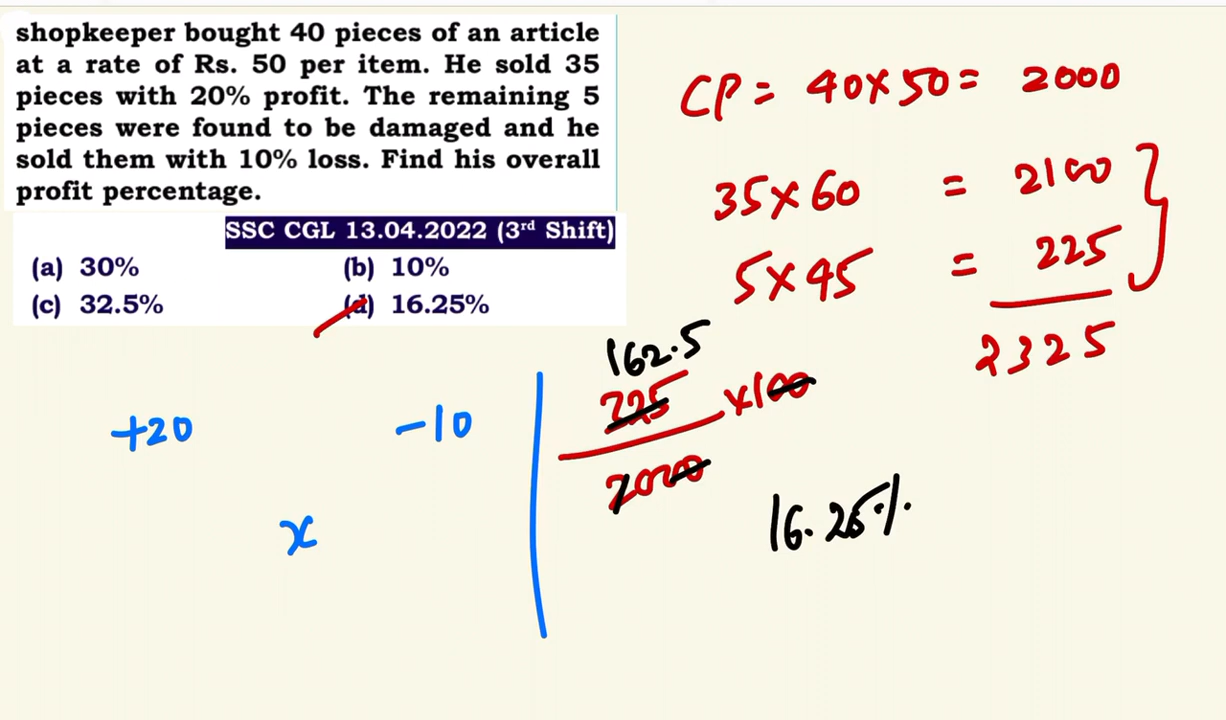 shopkeeper bought 40 pieces of an article
at a rate of Rs. 50 per item. He sold 35
pieces with 20% profit. The remaining 5
pieces were found to be damaged and he
sold them with 10% loss. Find his overall
profit percentage.
SSC CGL 13.04.2022 (3rd Shift)
(a) 30% (b) 10%
(c) 32.5% (d) 16.25%
CP = 40×50 = 2000
35×60 = 2100
5×45 = 225
2325
162.5
325
×100
2000
16.25%
+20 -10
x